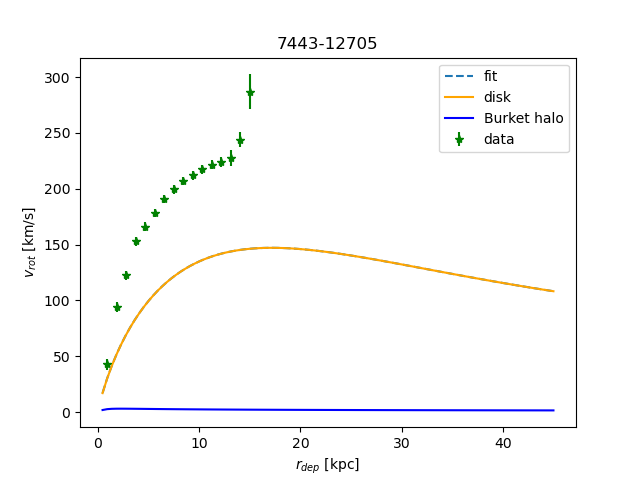 7443-12705
fit
disk
Burket halo
data
300
250
200
150
100
50
0
v_rot [km/s]
0 10 20 30 40
r_dep [kpc]